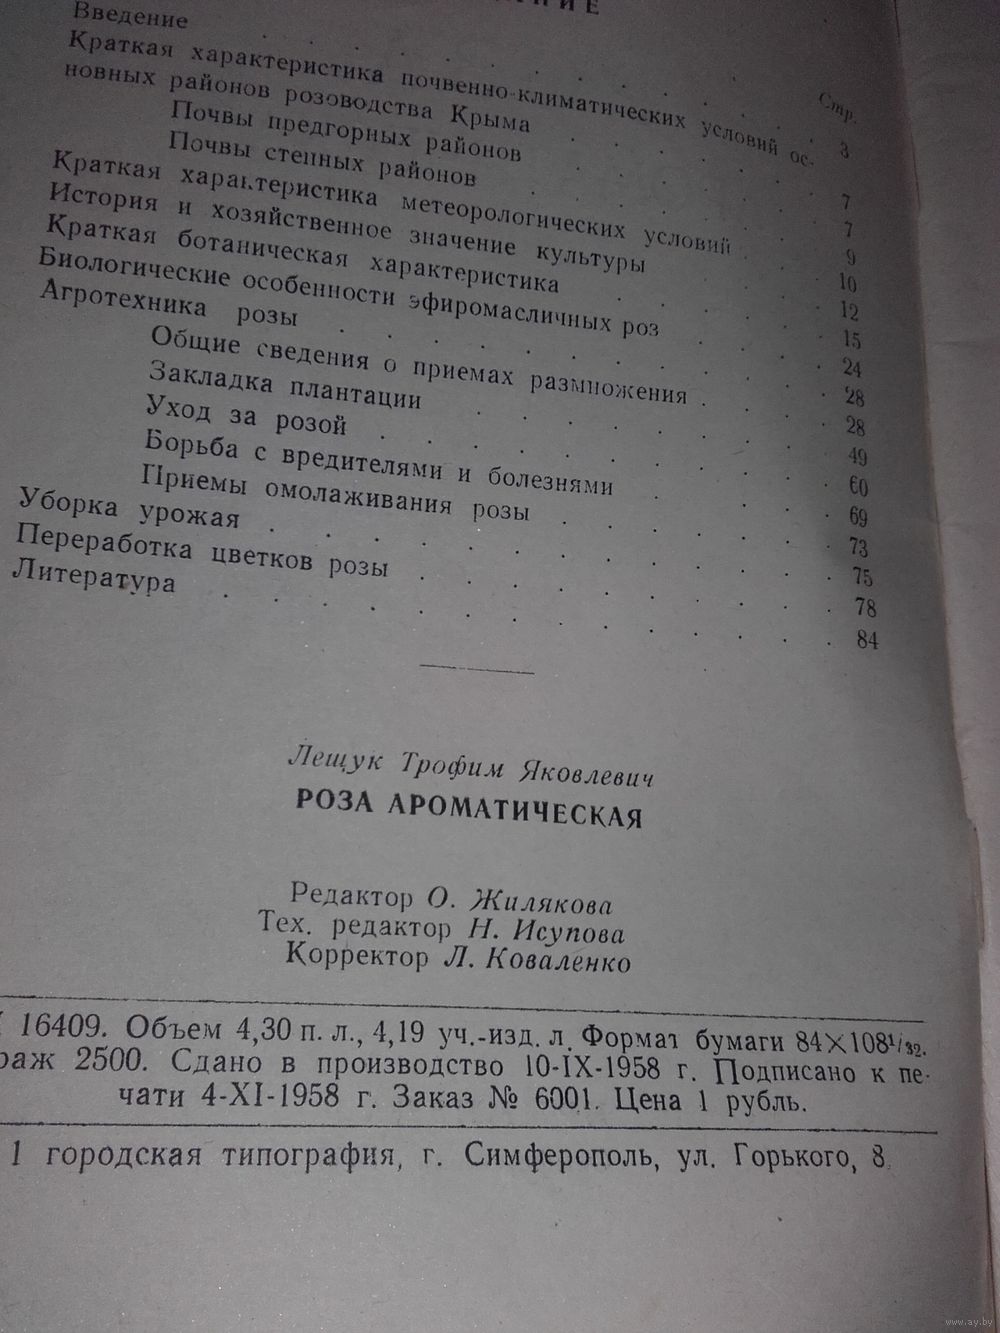 НИЕ
Стр.
Введение . . . . . . . . . . 3
Краткая характеристика почвенно-климатических условий ос-
новных районов розоводства Крыма . . . . . 7
Почвы предгорных районов . . . . . 7
Почвы степных районов . . . . . . 9
Краткая характеристика метеорологических условий . . . 10
История и хозяйственное значение культуры . . . . 12
Краткая ботаническая характеристика . . . . . 15
Биологические особенности эфиромасличных роз . . . . 24
Агротехника розы . . . . . . . . . 28
Общие сведения о приемах размножения . . . . 28
Закладка плантации . . . . . . . 49
Уход за розой . . . . . . . . 60
Борьба с вредителями и болезнями . . . . 69
Приемы омолаживания розы . . . . . 73
Уборка урожая . . . . . . . . . . 75
Переработка цветков розы . . . . . . . . 78
Литература . . . . . . . . . . . 84
Лещук Трофим Яковлевич
РОЗА АРОМАТИЧЕСКАЯ
Редактор О. Жилякова
Тех. редактор Н. Исупова
Корректор Л. Коваленко
16409. Объем 4,30 п. л., 4,19 уч.-изд. л. Формат бумаги 84×108¹/₃₂.
раж 2500. Сдано в производство 10-IX-1958 г. Подписано к пе-
чати 4-XI-1958 г. Заказ № 6001. Цена 1 рубль.
1 городская типография, г. Симферополь, ул. Горького, 8.
www.ay.by